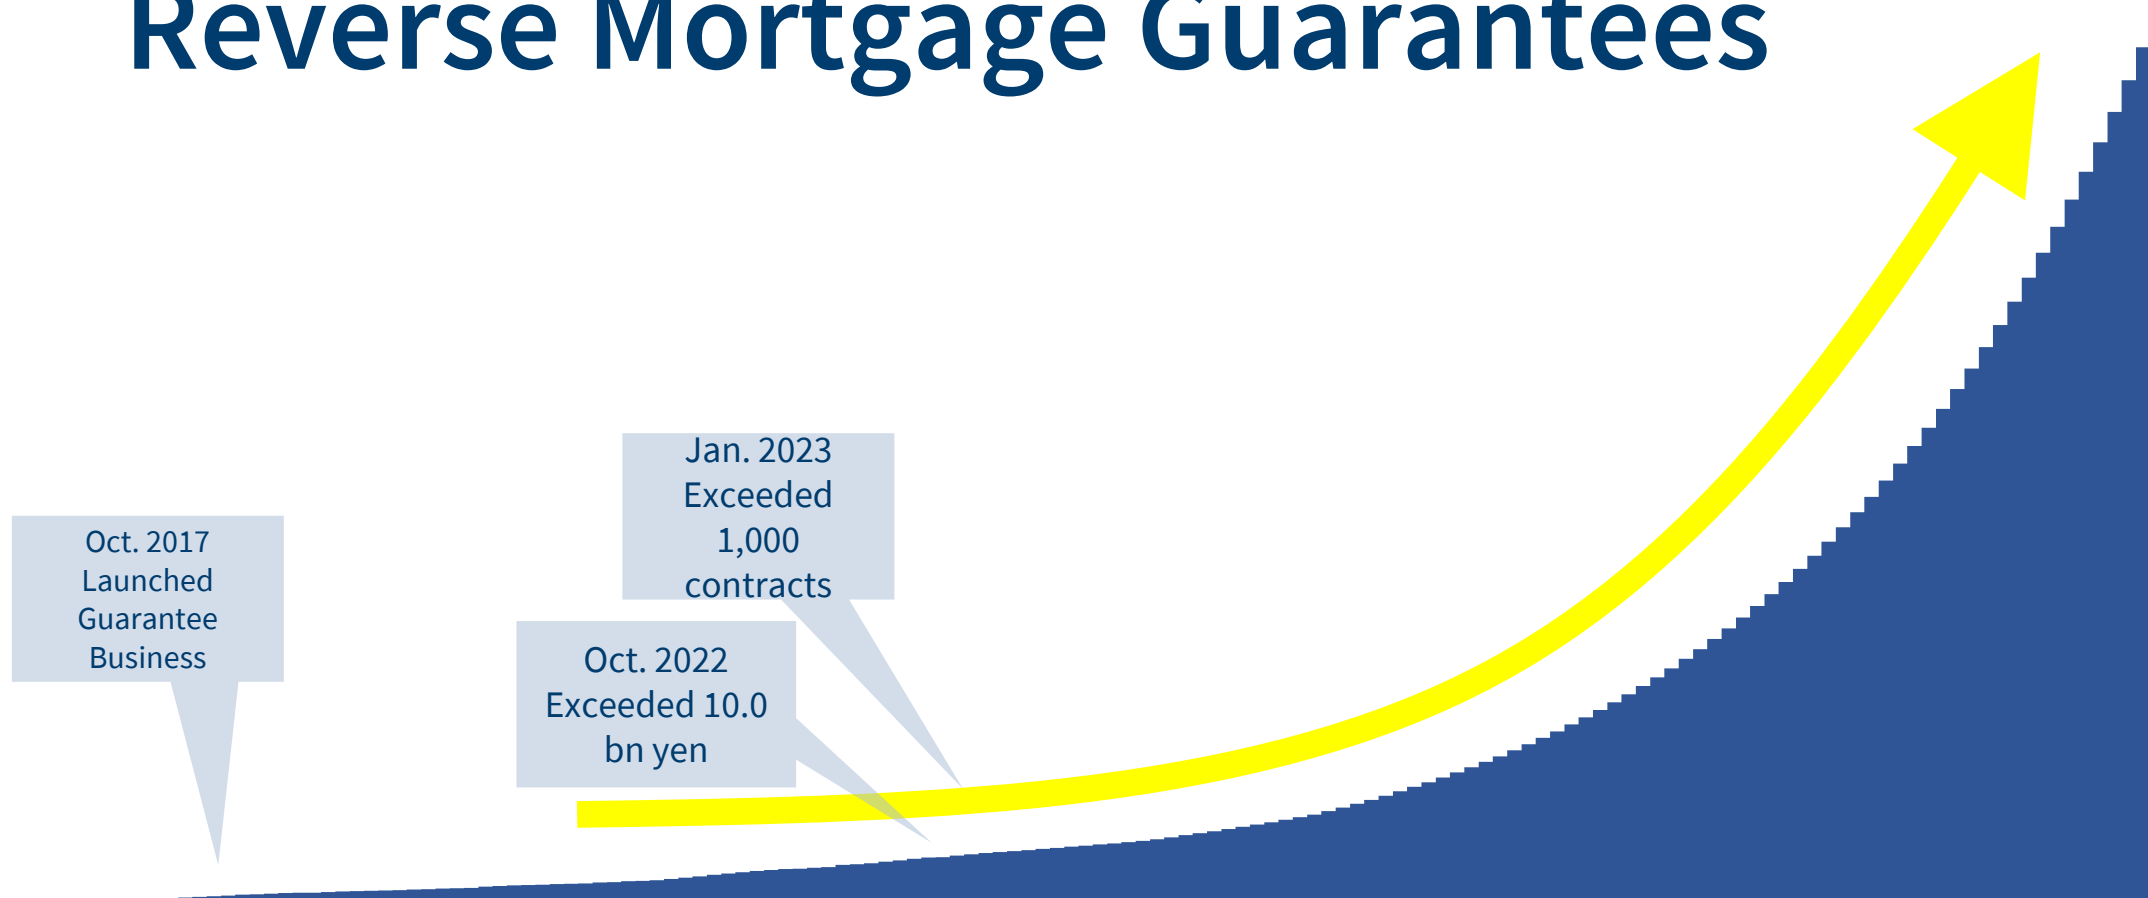 Reverse Mortgage Guarantees
Jan. 2023
Exceeded
1,000
contracts
Oct. 2017
Launched
Guarantee
Business
Oct. 2022
Exceeded 10.0
bn yen